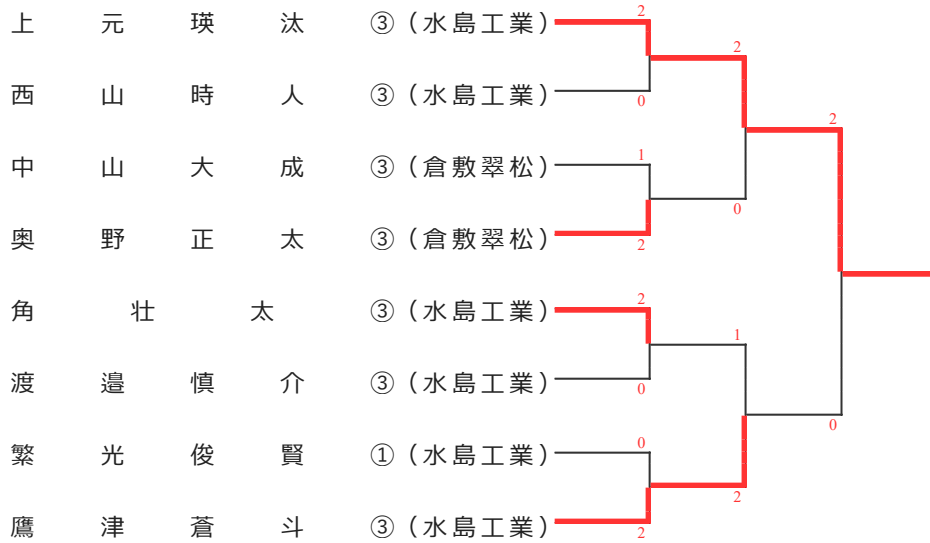 上元瑛汰 ③（水島工業） 2
2
西山時人 ③（水島工業） 0
2
中山大成 ③（倉敷翠松） 1
0
奥野正太 ③（倉敷翠松） 2
角壮太 ③（水島工業） 2
1
渡邉慎介 ③（水島工業） 0
0
繁光俊賢 ①（水島工業） 0
2
鷹津蒼斗 ③（水島工業） 2